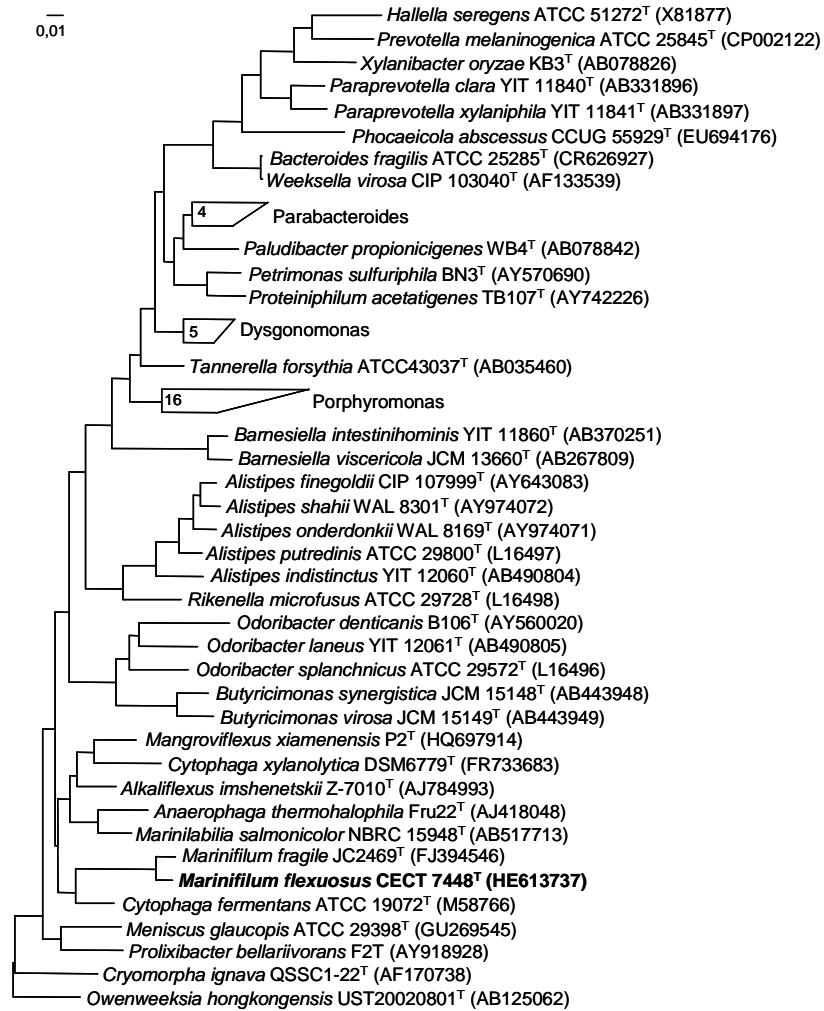 0,01
Hallella seregens ATCC 51272T (X81877)
Prevotella melaninogenica ATCC 25845T (CP002122)
Xylanibacter oryzae KB3T (AB078826)
Paraprevotella clara YIT 11840T (AB331896)
Paraprevotella xylaniphila YIT 11841T (AB331897)
Phocaeicola abscessus CCUG 55929T (EU694176)
Bacteroides fragilis ATCC 25285T (CR626927)
Weeksella virosa CIP 103040T (AF133539)
4 Parabacteroides
Paludibacter propionicigenes WB4T (AB078842)
Petrimonas sulfuriphila BN3T (AY570690)
Proteiniphilum acetatigenes TB107T (AY742226)
5 Dysgonomonas
Tannerella forsythia ATCC43037T (AB035460)
16 Porphyromonas
Barnesiella intestinihominis YIT 11860T (AB370251)
Barnesiella viscericola JCM 13660T (AB267809)
Alistipes finegoldii CIP 107999T (AY643083)
Alistipes shahii WAL 8301T (AY974072)
Alistipes onderdonkii WAL 8169T (AY974071)
Alistipes putredinis ATCC 29800T (L16497)
Alistipes indistinctus YIT 12060T (AB490804)
Rikenella microfusus ATCC 29728T (L16498)
Odoribacter denticanis B106T (AY560020)
Odoribacter laneus YIT 12061T (AB490805)
Odoribacter splanchnicus ATCC 29572T (L16496)
Butyricimonas synergistica JCM 15148T (AB443948)
Butyricimonas virosa JCM 15149T (AB443949)
Mangroviflexus xiamenensis P2T (HQ697914)
Cytophaga xylanolytica DSM6779T (FR733683)
Alkaliflexus imshenetskii Z-7010T (AJ784993)
Anaerophaga thermohalophila Fru22T (AJ418048)
Marinilabilia salmonicolor NBRC 15948T (AB517713)
Marinifilum fragile JC2469T (FJ394546)
Marinifilum flexuosus CECT 7448T (HE613737)
Cytophaga fermentans ATCC 19072T (M58766)
Meniscus glaucopis ATCC 29398T (GU269545)
Prolixibacter bellariivorans F2T (AY918928)
Cryomorpha ignava QSSC1-22T (AF170738)
Owenweeksia hongkongensis UST20020801T (AB125062)